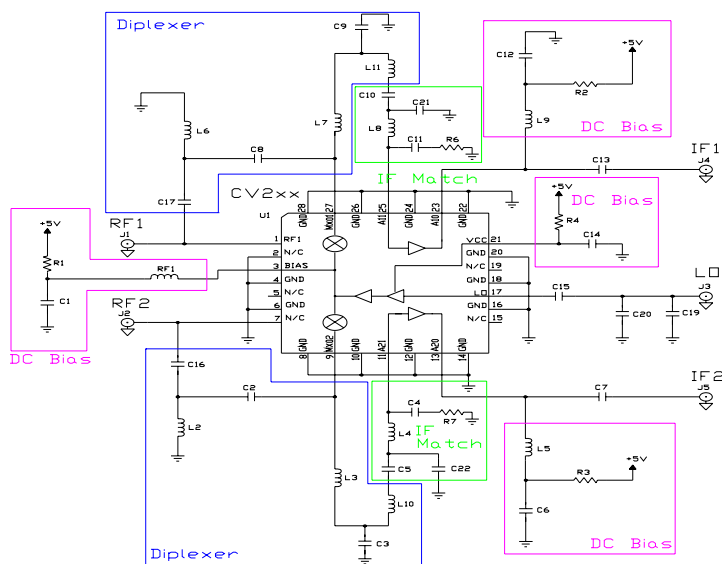 Diplexer
C9
L11
C10
C21
L7
L8
C11
R6
IF Match
C12
+5V
R2
L9
DC Bias
L6
C8
C17
IF1
C13
J4
CV2xx
U1
RF1
J1
+5V
R1
RF1
C1
DC Bias
RF2
J2
28 GND
27 MXO1
26 GND
25 A11
24 GND
23 A1O
22 GND
1 RF1
2 N/C
3 BIAS
4 GND
5 N/C
6 GND
7 N/C
VCC 21
GND 20
N/C 19
GND 18
LO 17
GND 16
N/C 15
8 GND
9 MXO2
10 GND
11 A21
12 GND
13 A2O
14 GND
DC Bias
+5V
R4
C14
LO
C15
J3
C20
C19
C16
C2
L2
L3
C4
R7
IF
Match
L4
C5
C22
L10
C3
Diplexer
IF2
C7
J5
L5
+5V
R3
C6
DC Bias